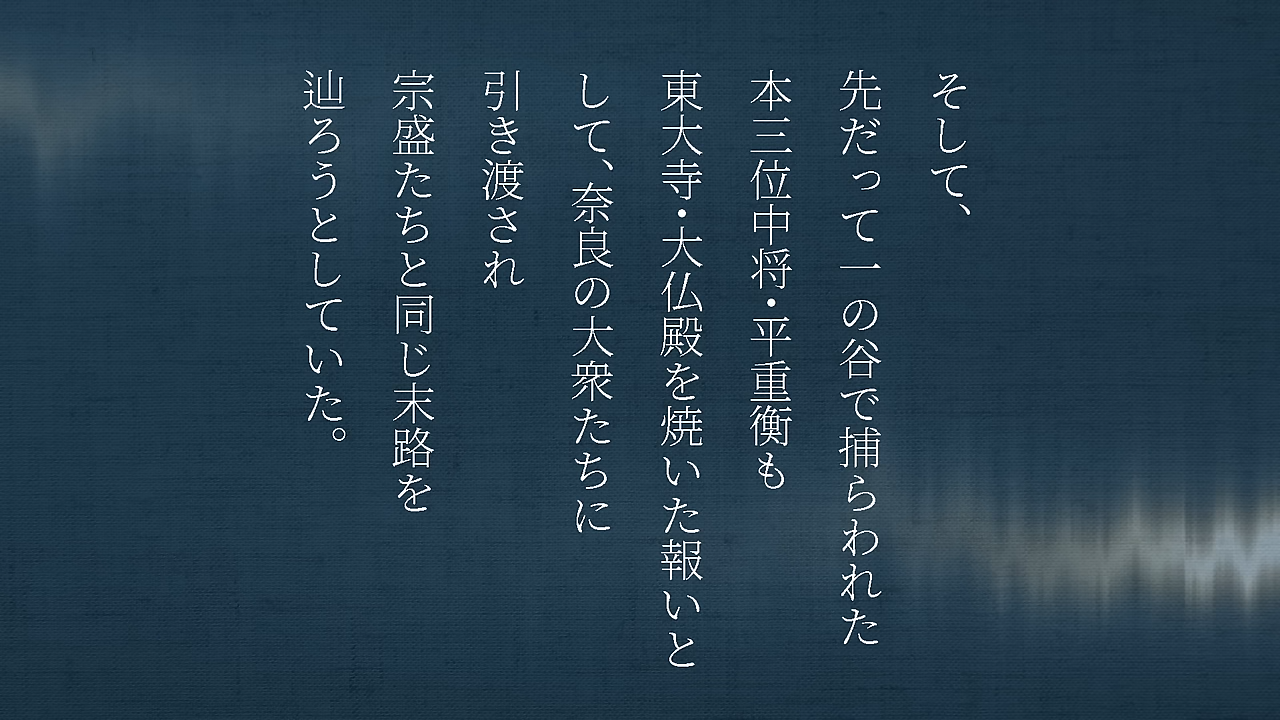 そして、
先だって一の谷で捕らわれた
本三位中将・平重衡も
東大寺・大仏殿を焼いた報いと
して、奈良の大衆たちに
引き渡され
宗盛たちと同じ末路を
辿ろうとしていた。